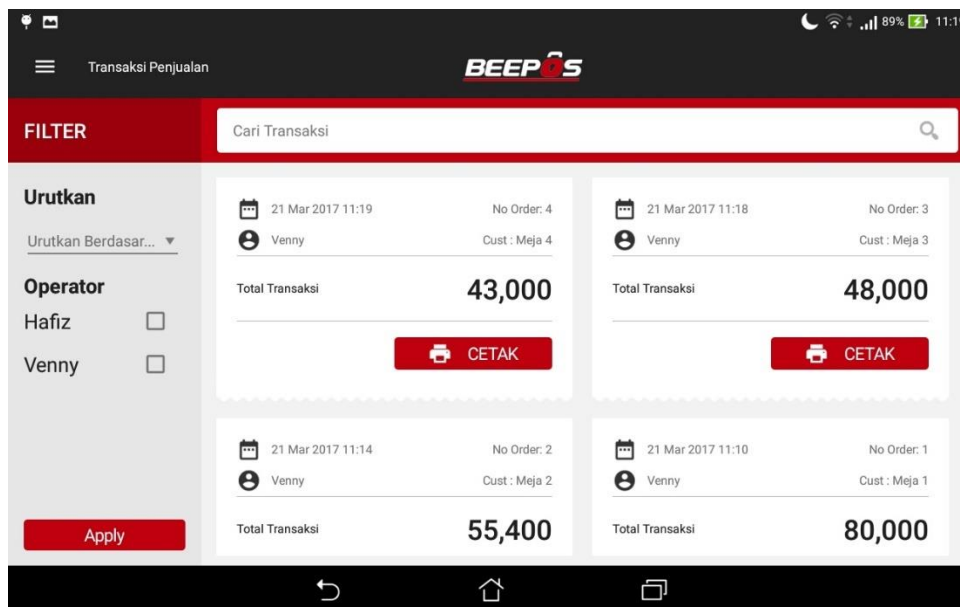 89% 11:19
Transaksi Penjualan
BEEPOS
FILTER
Cari Transaksi
Urutkan
Urutkan Berdasar...
Operator
Hafiz
Venny
Apply
21 Mar 2017 11:19 No Order: 4
Venny Cust : Meja 4
Total Transaksi 43,000
CETAK
21 Mar 2017 11:18 No Order: 3
Venny Cust : Meja 3
Total Transaksi 48,000
CETAK
21 Mar 2017 11:14 No Order: 2
Venny Cust : Meja 2
Total Transaksi 55,400
21 Mar 2017 11:10 No Order: 1
Venny Cust : Meja 1
Total Transaksi 80,000